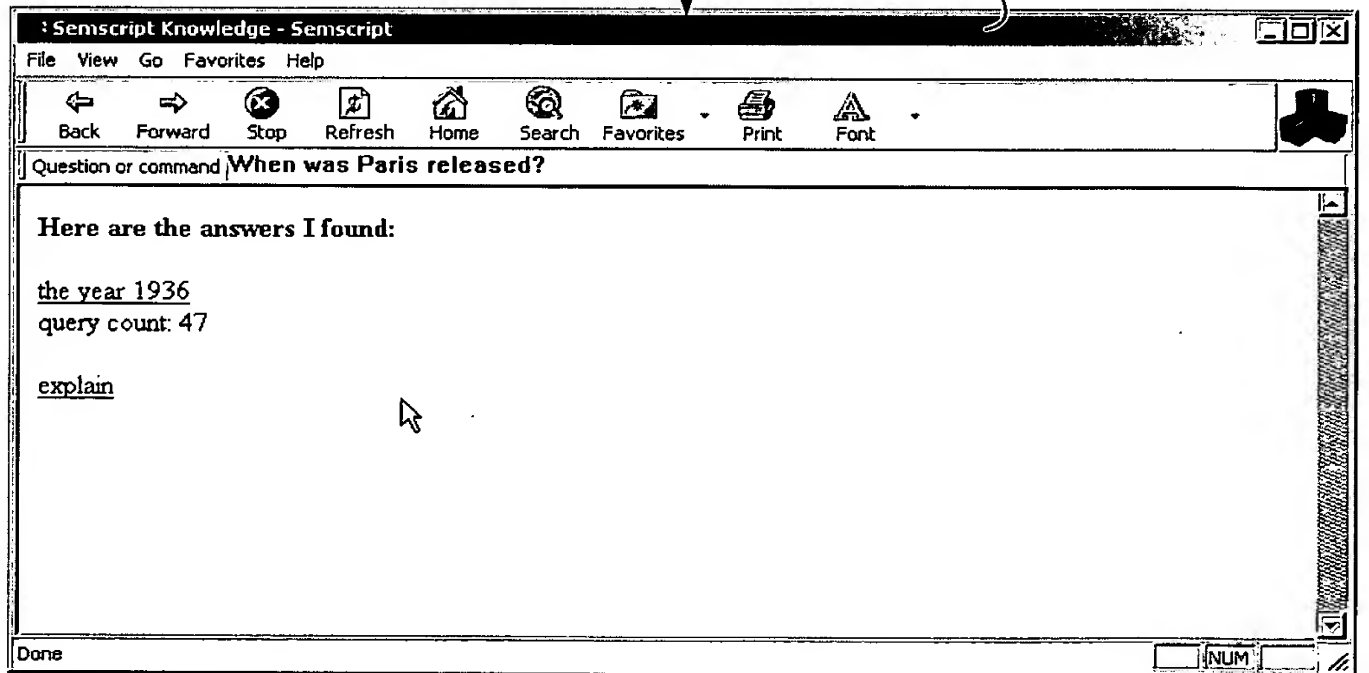 Semscript Knowledge - Semscript
File View Go Favorites Help
Back Forward Stop Refresh Home Search Favorites Print Font
Question or command When was Paris released?
Here are the answers I found:
the year 1936
query count: 47
explain
Done NUM